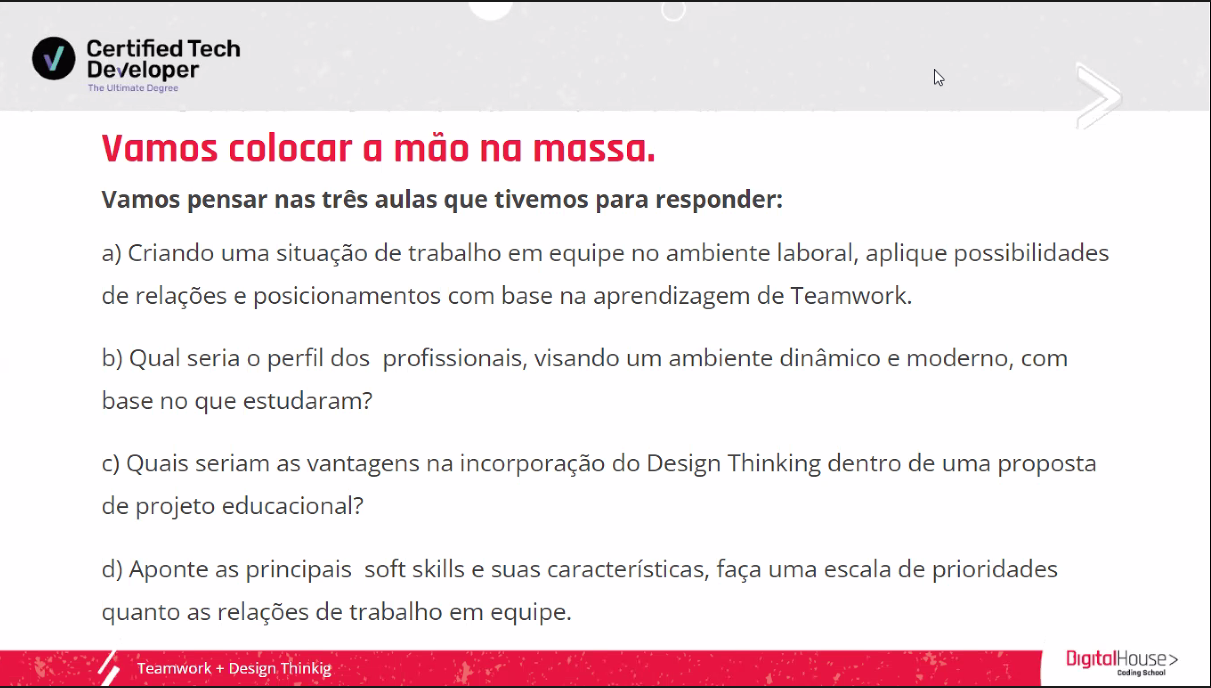 Certified Tech
Developer
The Ultimate Degree
Vamos colocar a mão na massa.
Vamos pensar nas três aulas que tivemos para responder:
a) Criando uma situação de trabalho em equipe no ambiente laboral, aplique possibilidades
de relações e posicionamentos com base na aprendizagem de Teamwork.
b) Qual seria o perfil dos  profissionais, visando um ambiente dinâmico e moderno, com
base no que estudaram?
c) Quais seriam as vantagens na incorporação do Design Thinking dentro de uma proposta
de projeto educacional?
d) Aponte as principais  soft skills e suas características, faça uma escala de prioridades
quanto as relações de trabalho em equipe.
Teamwork + Design Thinkig
DigitalHouse>
Coding School